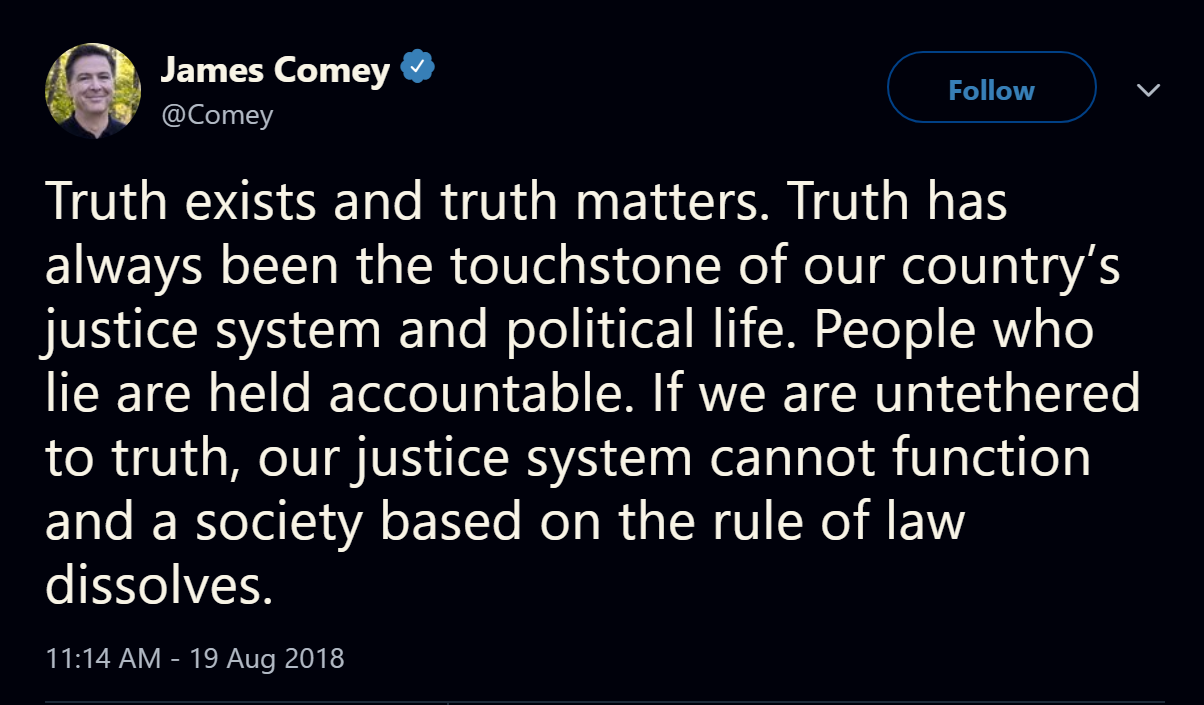 James Comey
@Comey
Follow
Truth exists and truth matters. Truth has
always been the touchstone of our country’s
justice system and political life. People who
lie are held accountable. If we are untethered
to truth, our justice system cannot function
and a society based on the rule of law
dissolves.
11:14 AM - 19 Aug 2018